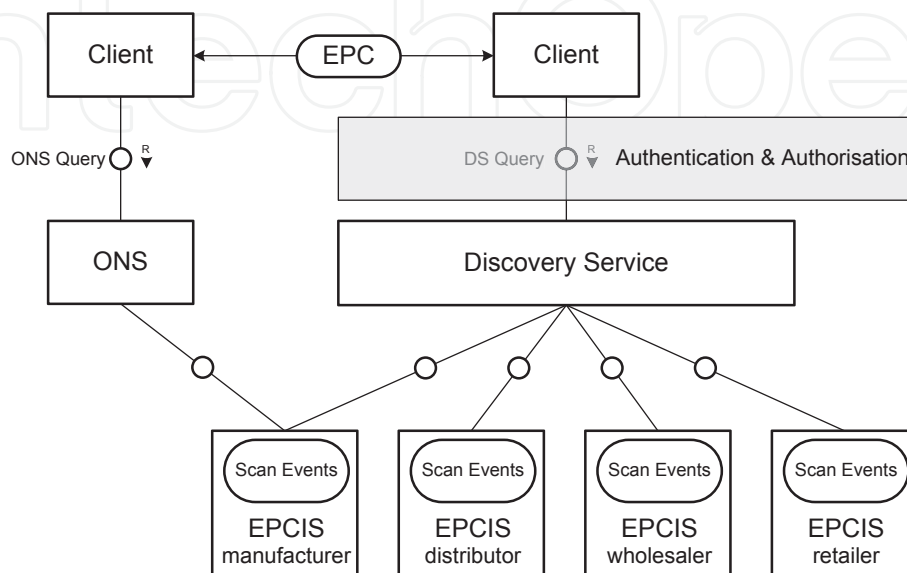 ntechOpe
Client
EPC
Client
ONS Query
R
DS Query
R
Authentication & Authorisation
ONS
Discovery Service
Scan Events
EPCIS
manufacturer
Scan Events
EPCIS
distributor
Scan Events
EPCIS
wholesaler
Scan Events
EPCIS
retailer